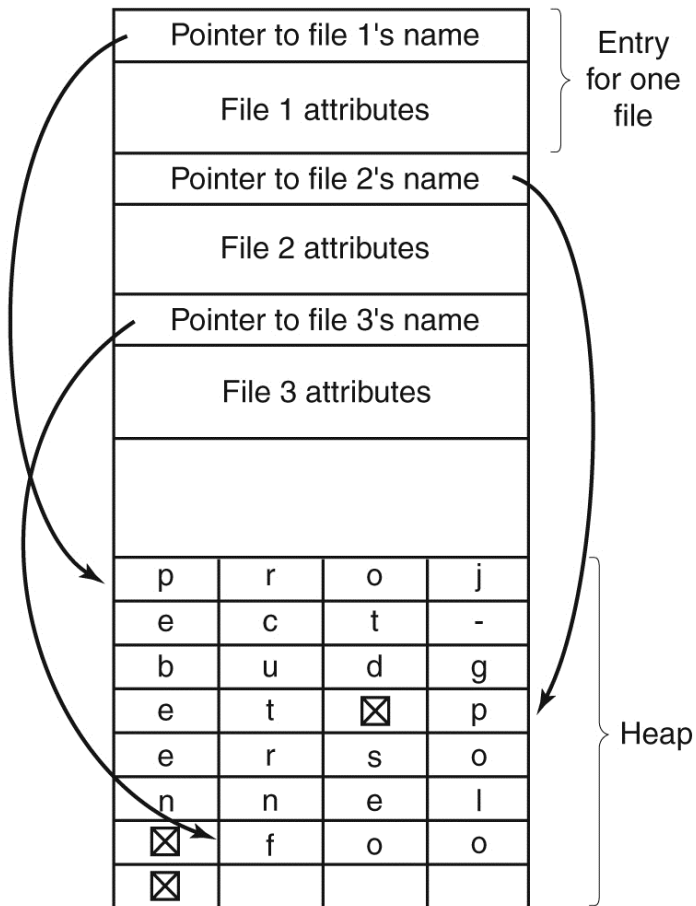 Pointer to file 1's name
File 1 attributes
Entry
for one
file
Pointer to file 2's name
File 2 attributes
Pointer to file 3's name
File 3 attributes
p r o j
e c t -
b u d g
e t ☒ p
e r s o
n n e l
☒ f o o
☒
Heap